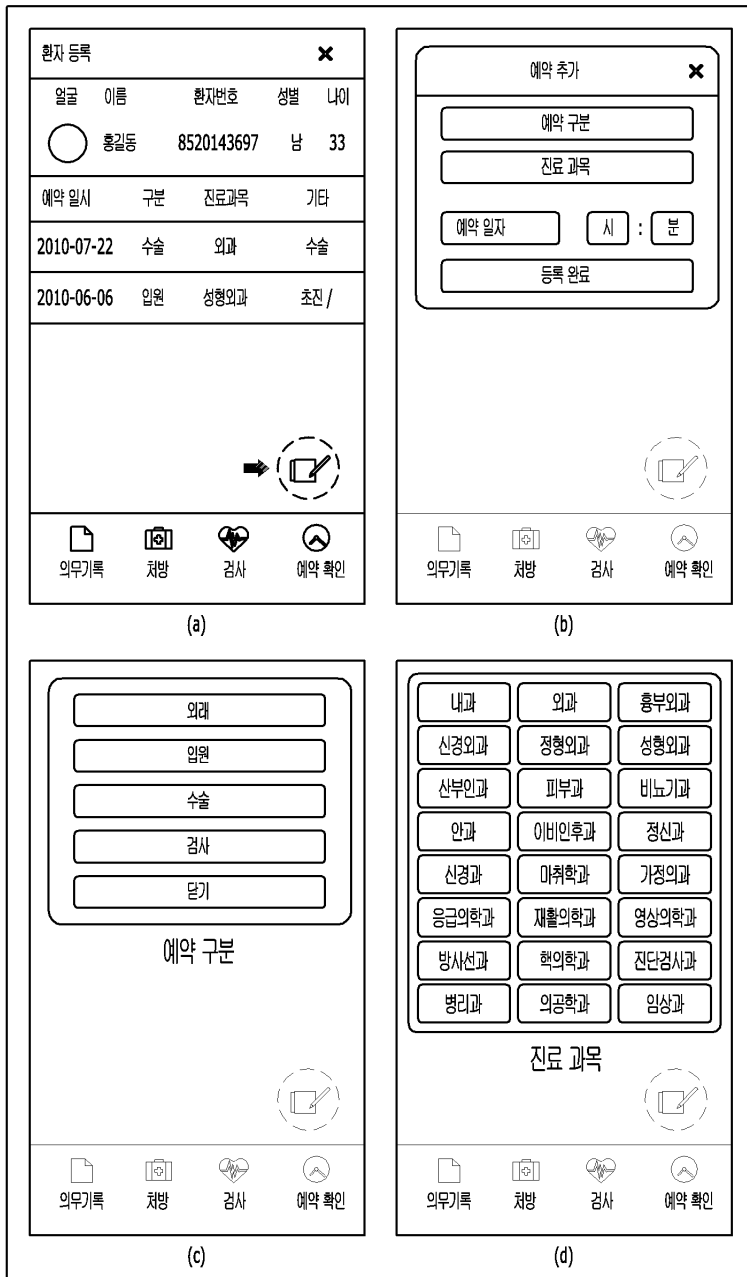 환자 등록 ✖
얼굴 이름 환자번호 성별 나이
홍길동 8520143697 남 33
예약 일시 구분 진료과목 기타
2010-07-22 수술 외과 수술
2010-06-06 입원 성형외과 초진 /
의무기록 처방 검사 예약 확인
(a)
예약 추가 ✖
예약 구분
진료 과목
예약 일자 시 : 분
등록 완료
의무기록 처방 검사 예약 확인
(b)
외래
입원
수술
검사
닫기
예약 구분
의무기록 처방 검사 예약 확인
(c)
내과 외과 흉부외과
신경외과 정형외과 성형외과
산부인과 피부과 비뇨기과
안과 이비인후과 정신과
신경과 마취학과 가정의과
응급의학과 재활의학과 영상의학과
방사선과 핵의학과 진단검사과
병리과 의공학과 임상과
진료 과목
의무기록 처방 검사 예약 확인
(d)